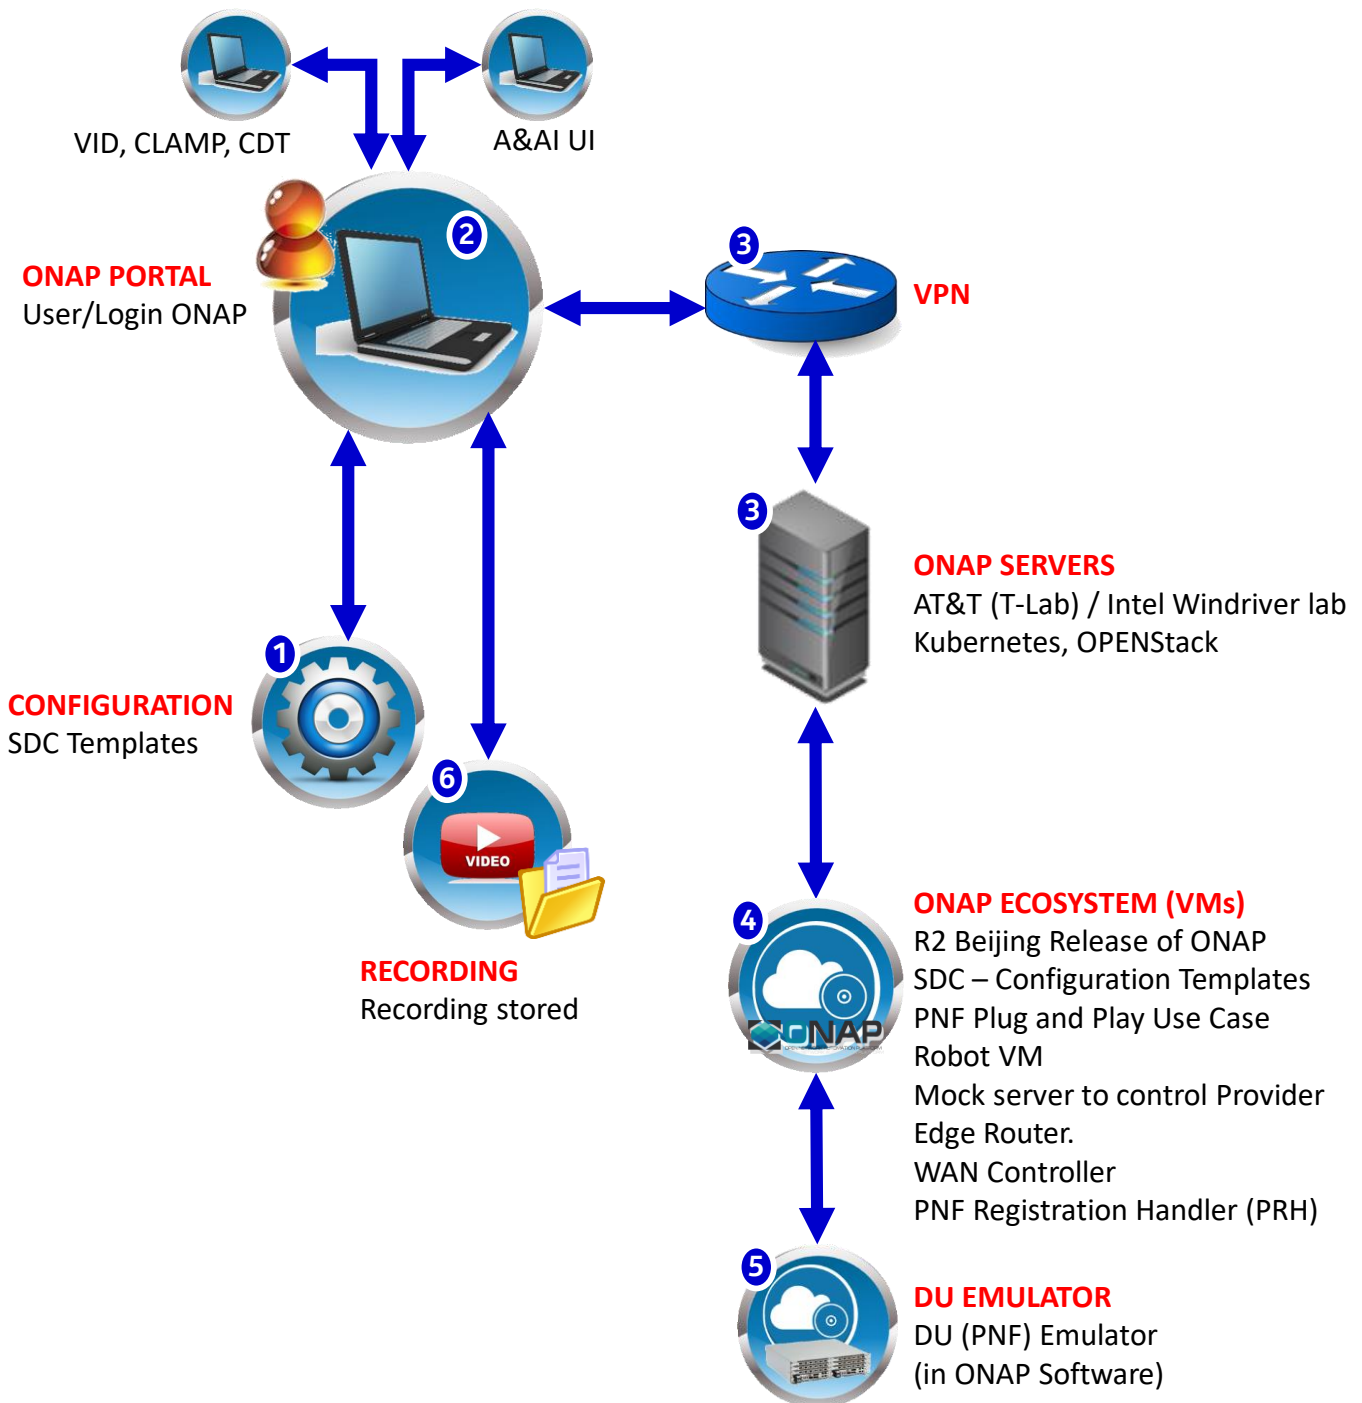 VID, CLAMP, CDT
A&AI UI
2
ONAP PORTAL
User/Login ONAP
3
VPN
3
ONAP SERVERS
AT&T (T-Lab) / Intel Windriver lab
Kubernetes, OPENStack
1
CONFIGURATION
SDC Templates
6
VIDEO
RECORDING
Recording stored
4
ONAP
ONAP ECOSYSTEM (VMs)
R2 Beijing Release of ONAP
SDC – Configuration Templates
PNF Plug and Play Use Case
Robot VM
Mock server to control Provider
Edge Router.
WAN Controller
PNF Registration Handler (PRH)
5
DU EMULATOR
DU (PNF) Emulator
(in ONAP Software)